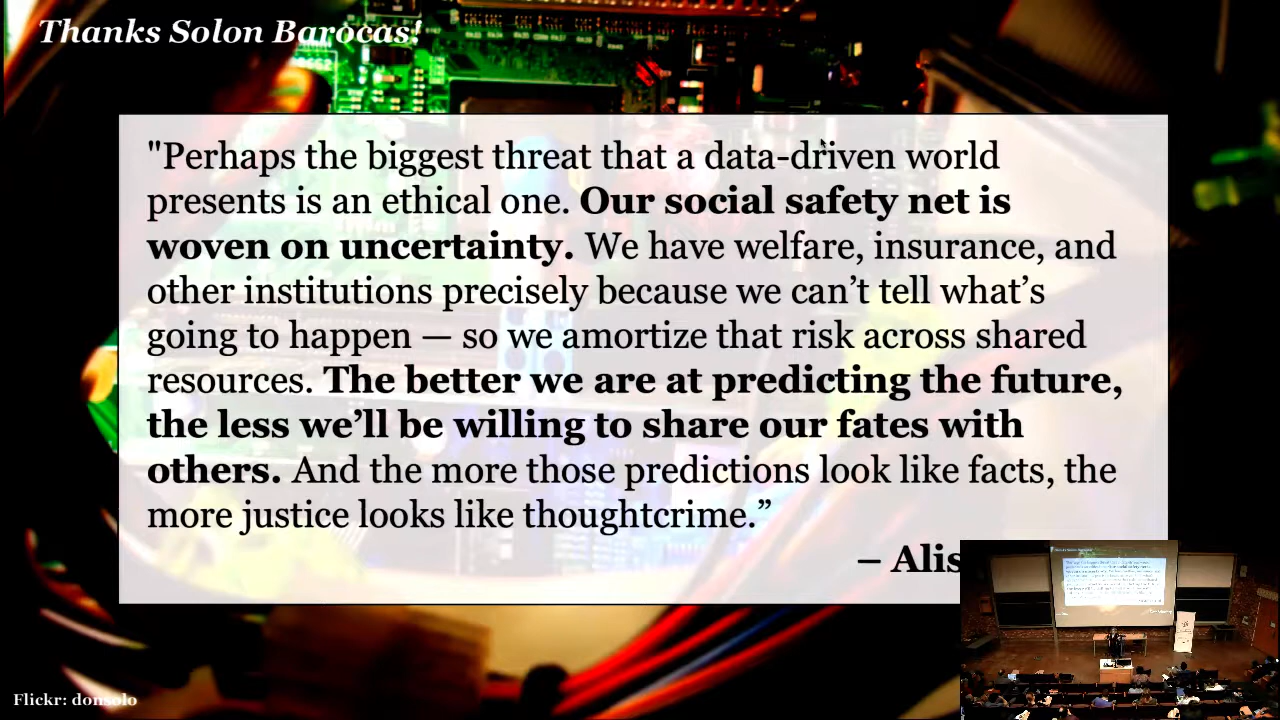 Thanks Solon Barocas!
"Perhaps the biggest threat that a data-driven world
presents is an ethical one. Our social safety net is
woven on uncertainty. We have welfare, insurance, and
other institutions precisely because we can’t tell what’s
going to happen — so we amortize that risk across shared
resources. The better we are at predicting the future,
the less we’ll be willing to share our fates with
others. And the more those predictions look like facts, the
more justice looks like thoughtcrime.”
– Alis
Flickr: donsolo